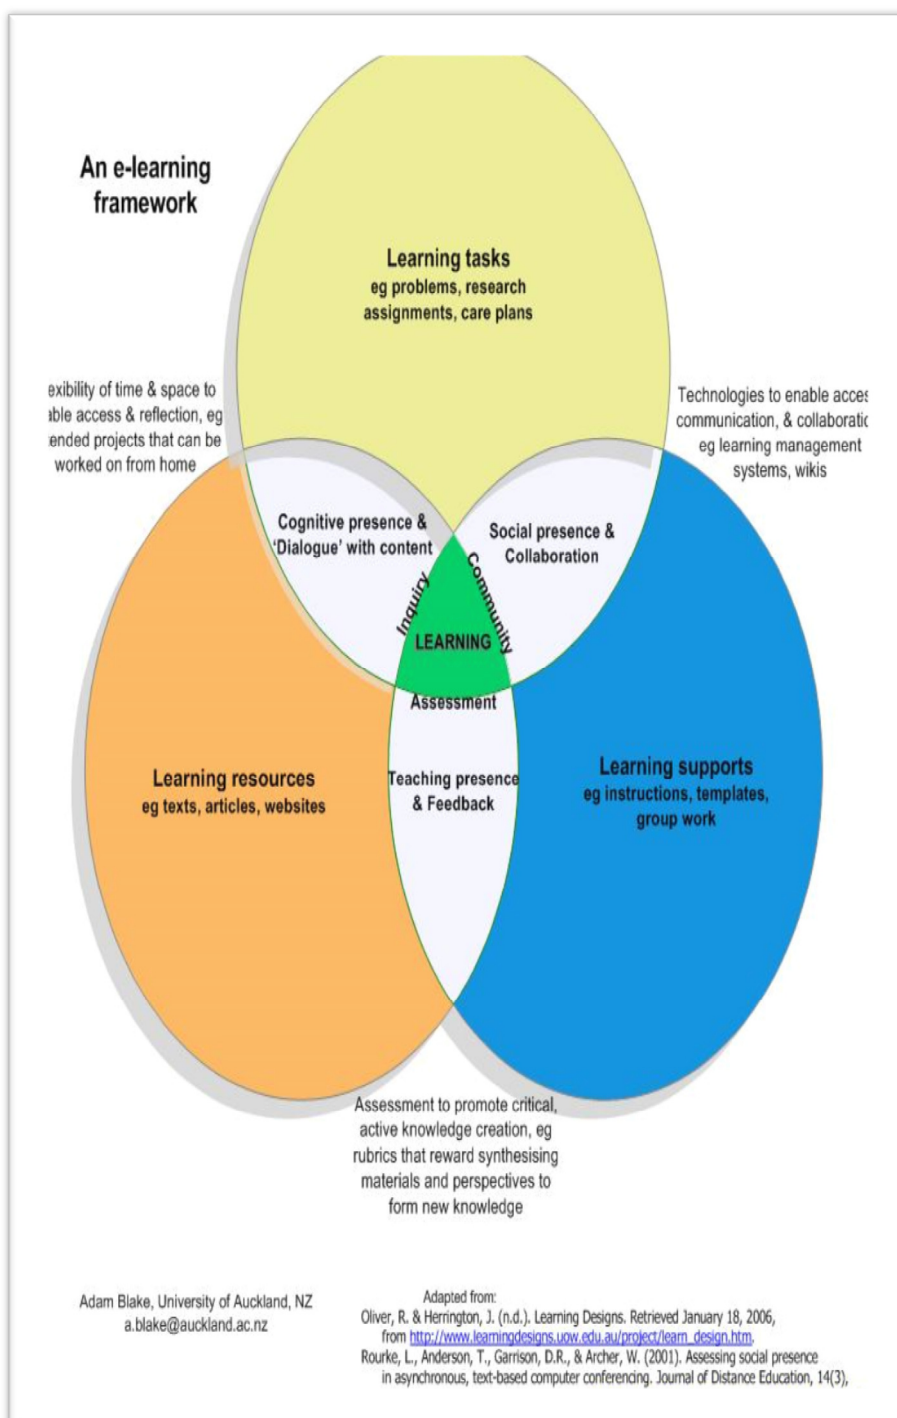 An e-learning
framework
Learning tasks
eg problems, research
assignments, care plans
exibility of time & space to
able access & reflection, eg
ended projects that can be
worked on from home
Technologies to enable acces
communication, & collaboratio
eg learning management
systems, wikis
Cognitive presence &
‘Dialogue’ with content
Social presence &
Collaboration
Inquiry
Community
LEARNING
Assessment
Teaching presence
& Feedback
Learning resources
eg texts, articles, websites
Learning supports
eg instructions, templates,
group work
Assessment to promote critical,
active knowledge creation, eg
rubrics that reward synthesising
materials and perspectives to
form new knowledge
Adam Blake, University of Auckland, NZ
a.blake@auckland.ac.nz
Adapted from:
Oliver, R. & Herrington, J. (n.d.). Learning Designs. Retrieved January 18, 2006,
from http://www.learningdesigns.uow.edu.au/project/learn_design.htm.
Rourke, L., Anderson, T., Garrison, D.R., & Archer, W. (2001). Assessing social presence
in asynchronous, text-based computer conferencing. Journal of Distance Education, 14(3),